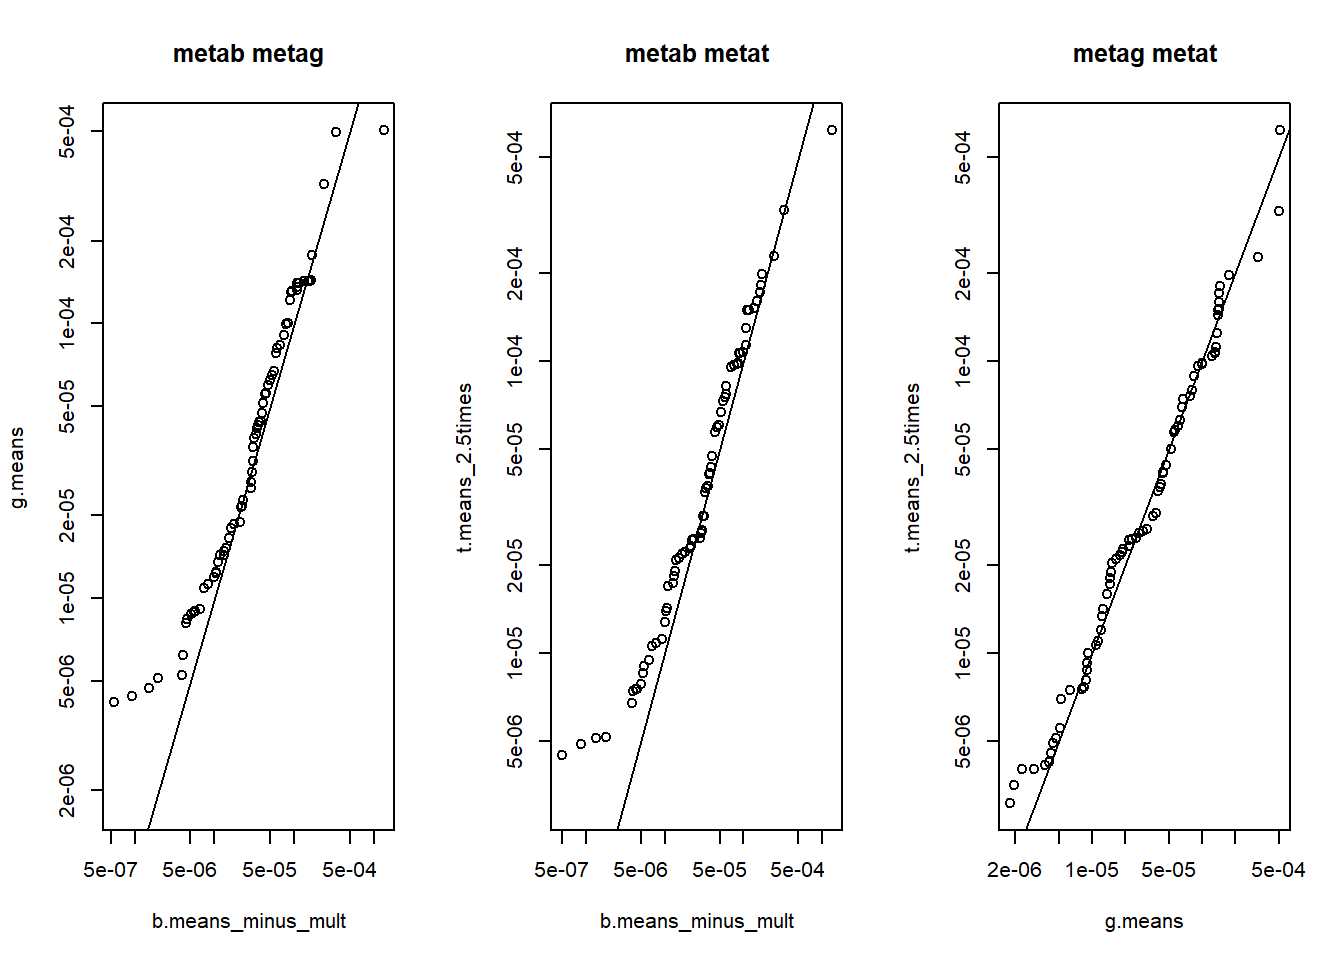 metab metag
g.means
5e-04
2e-04
1e-04
5e-05
2e-05
1e-05
5e-06
2e-06
5e-07 5e-06 5e-05 5e-04
b.means_minus_mult
metab metat
t.means_2.5times
5e-04
2e-04
1e-04
5e-05
2e-05
1e-05
5e-06
5e-07 5e-06 5e-05 5e-04
b.means_minus_mult
metag metat
t.means_2.5times
5e-04
2e-04
1e-04
5e-05
2e-05
1e-05
5e-06
2e-06 1e-05 5e-05 5e-04
g.means